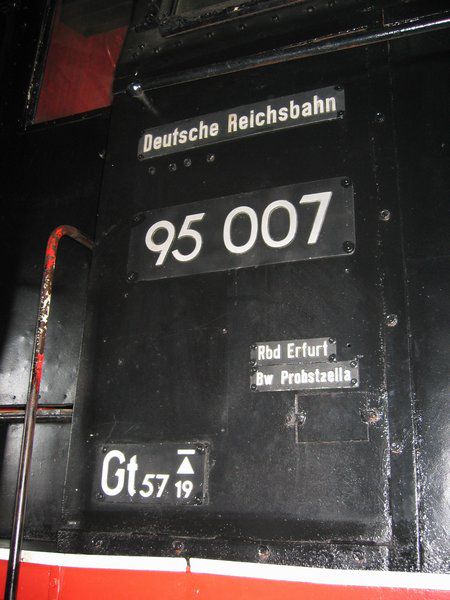 Deutsche Reichsbahn
95 007
Rbd Erfurt
Bw Probstzella
Gt 57 19